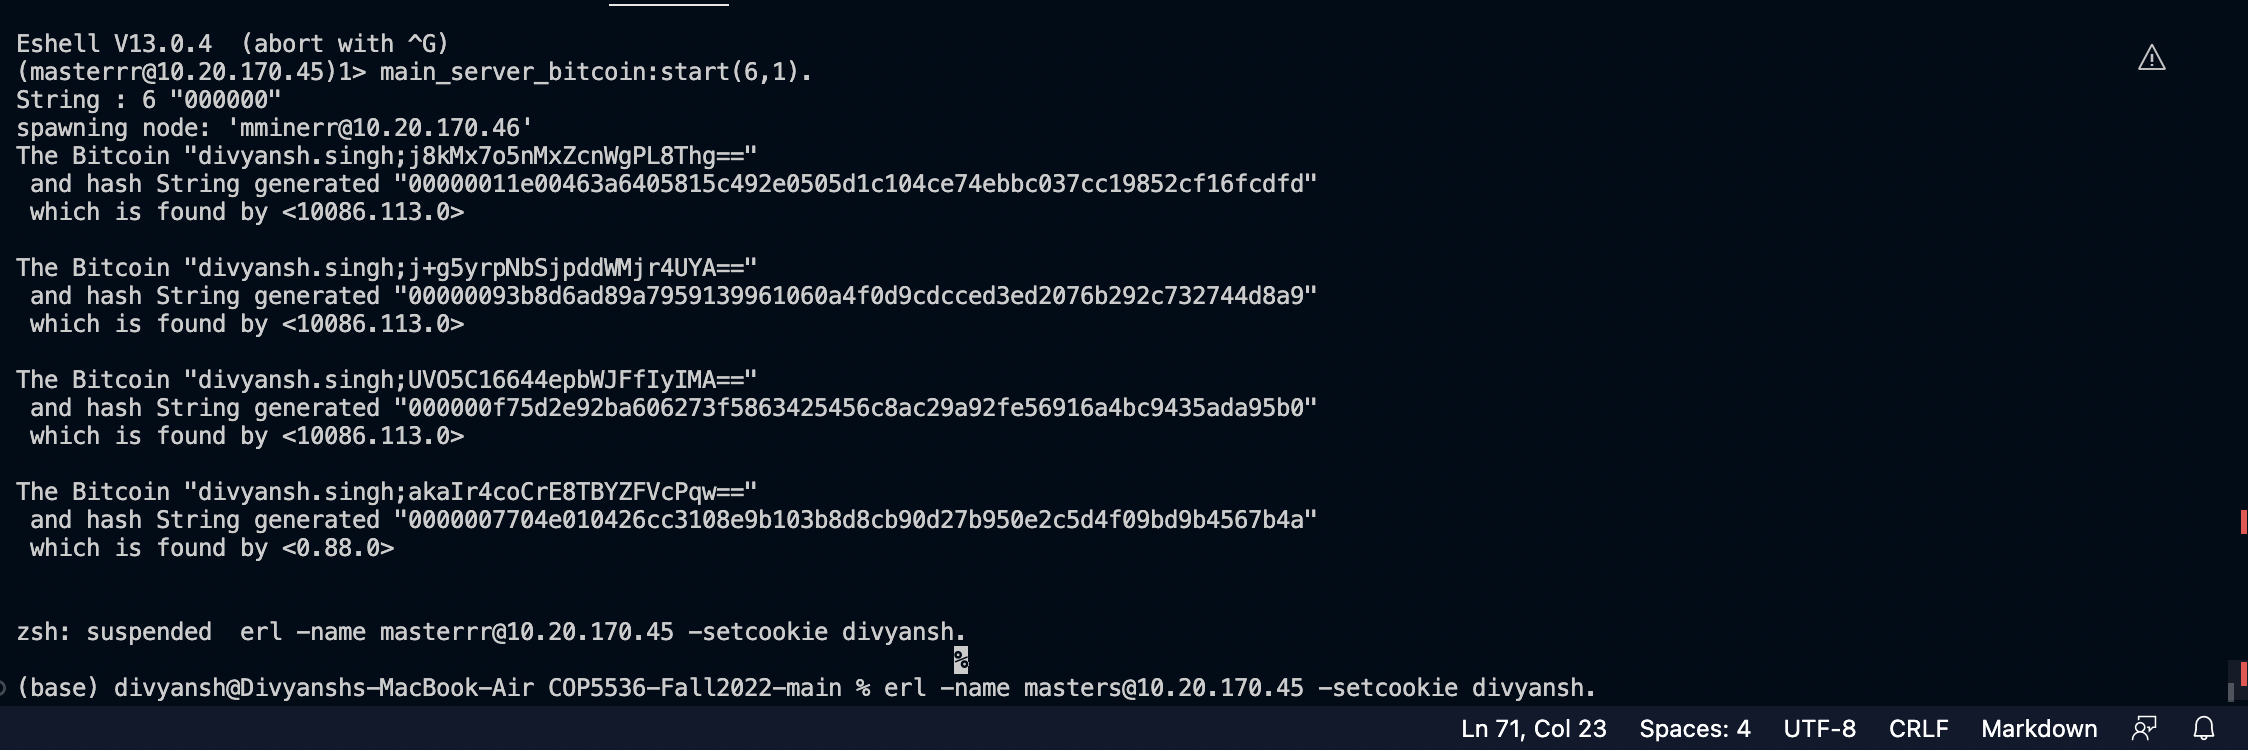 Eshell V13.0.4  (abort with ^G)
(masterrr@10.20.170.45)1> main_server_bitcoin:start(6,1).
String : 6 "000000"
spawning node: 'mminerr@10.20.170.46'
The Bitcoin "divyansh.singh;j8kMx7o5nMxZcnWgPL8Thg=="
 and hash String generated "00000011e00463a6405815c492e0505d1c104ce74ebbc037cc19852cf16fcdfd"
 which is found by <10086.113.0>
The Bitcoin "divyansh.singh;j+g5yrpNbSjpddWMjr4UYA=="
 and hash String generated "00000093b8d6ad89a7959139961060a4f0d9cdcced3ed2076b292c732744d8a9"
 which is found by <10086.113.0>
The Bitcoin "divyansh.singh;UVO5C16644epbWJFfIyIMA=="
 and hash String generated "000000f75d2e92ba606273f5863425456c8ac29a92fe56916a4bc9435ada95b0"
 which is found by <10086.113.0>
The Bitcoin "divyansh.singh;akaIr4coCrE8TBYZFVcPqw=="
 and hash String generated "0000007704e010426cc3108e9b103b8d8cb90d27b950e2c5d4f09bd9b4567b4a"
 which is found by <0.88.0>
zsh: suspended  erl -name masterrr@10.20.170.45 -setcookie divyansh.
%
(base) divyansh@Divyanshs-MacBook-Air COP5536-Fall2022-main % erl -name masters@10.20.170.45 -setcookie divyansh.
Ln 71, Col 23 Spaces: 4 UTF-8 CRLF Markdown